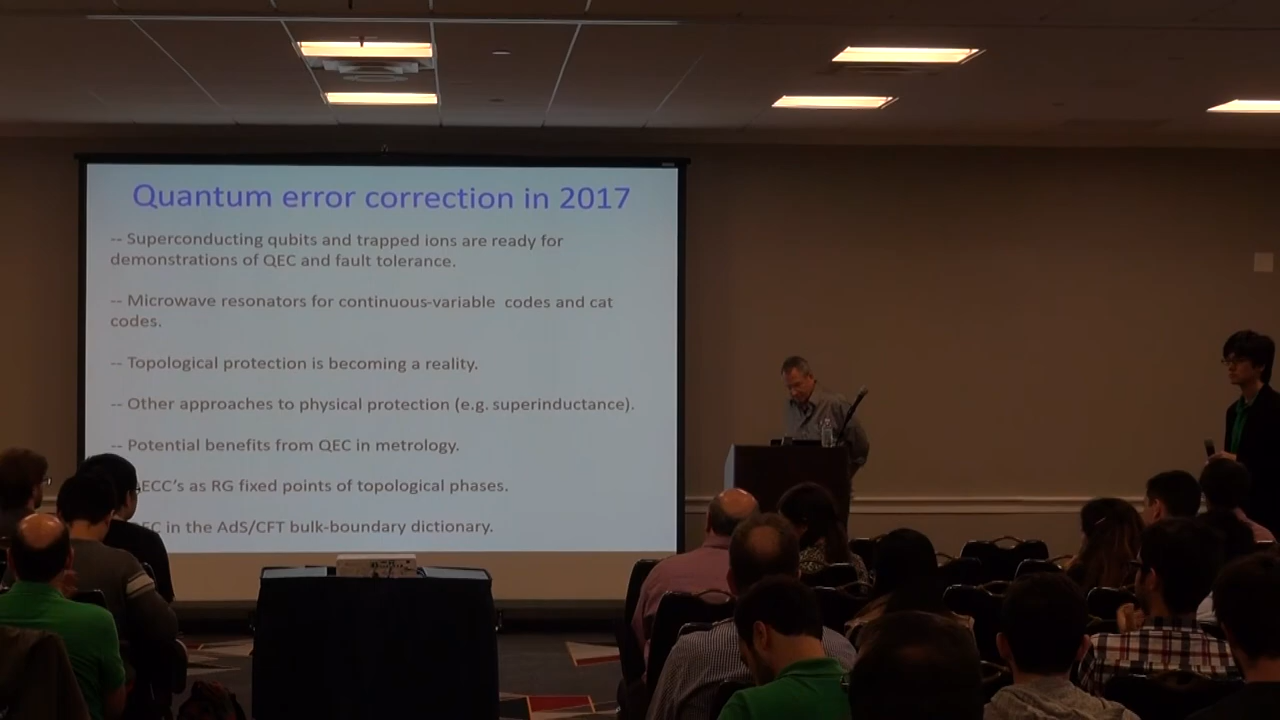 Quantum error correction in 2017
-- Superconducting qubits and trapped ions are ready for
demonstrations of QEC and fault tolerance.
-- Microwave resonators for continuous-variable codes and cat
codes.
-- Topological protection is becoming a reality.
-- Other approaches to physical protection (e.g. superinductance).
-- Potential benefits from QEC in metrology.
as RG fixed points of topological phases.
in the AdS/CFT bulk-boundary dictionary.